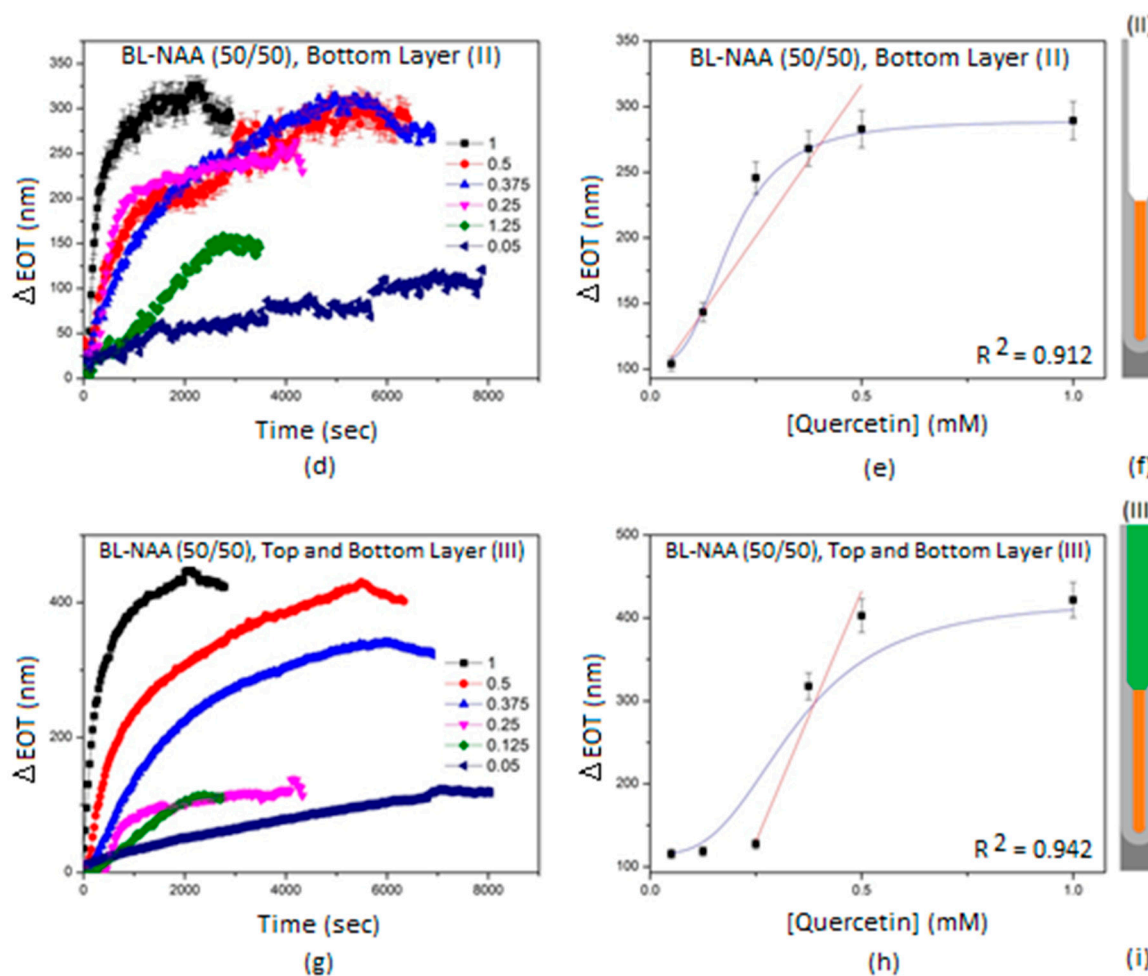 BL-NAA (50/50), Bottom Layer (II)
350
300
250
200
150
100
50
0
Δ EOT (nm)
1
0.5
0.375
0.25
1.25
0.05
0 2000 4000 6000 8000
Time (sec)
(d)
BL-NAA (50/50), Bottom Layer (II)
350
300
250
200
150
100
Δ EOT (nm)
R² = 0.912
0.0 0.5 1.0
[Quercetin] (mM)
(e)
(II)
(f)
BL-NAA (50/50), Top and Bottom Layer (III)
400
200
0
Δ EOT (nm)
1
0.5
0.375
0.25
0.125
0.05
0 2000 4000 6000 8000
Time (sec)
(g)
BL-NAA (50/50), Top and Bottom Layer (III)
500
400
300
200
100
Δ EOT (nm)
R² = 0.942
0.0 0.5 1.0
[Quercetin] (mM)
(h)
(III
(i)